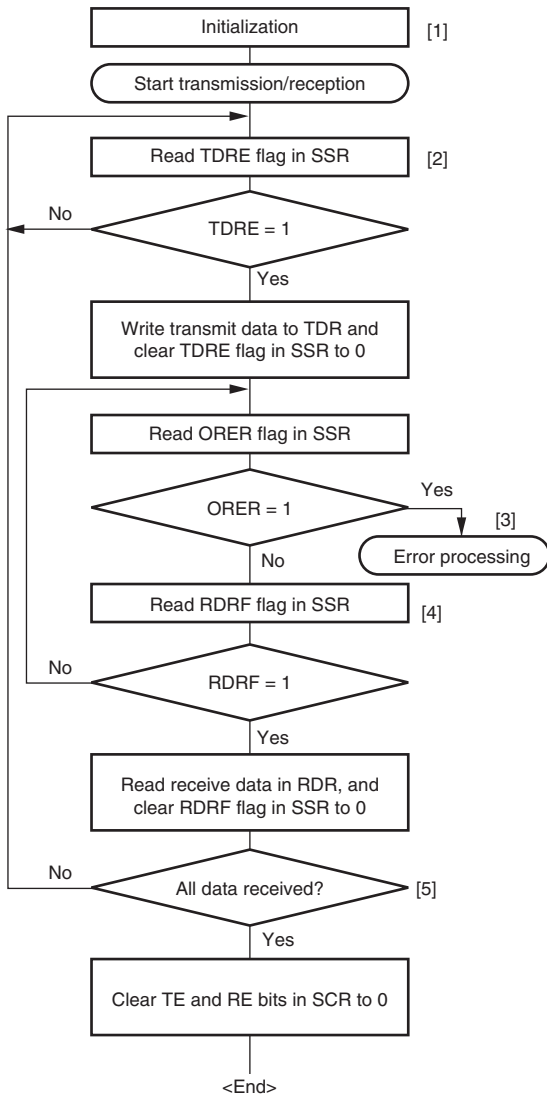 Initialization
[1]
Start transmission/reception
Read TDRE flag in SSR
[2]
No
TDRE = 1
Yes
Write transmit data to TDR and
clear TDRE flag in SSR to 0
Read ORER flag in SSR
Yes
ORER = 1
[3]
No
Error processing
Read RDRF flag in SSR
[4]
No
RDRF = 1
Yes
Read receive data in RDR, and
clear RDRF flag in SSR to 0
No
All data received?
[5]
Yes
Clear TE and RE bits in SCR to 0
<End>